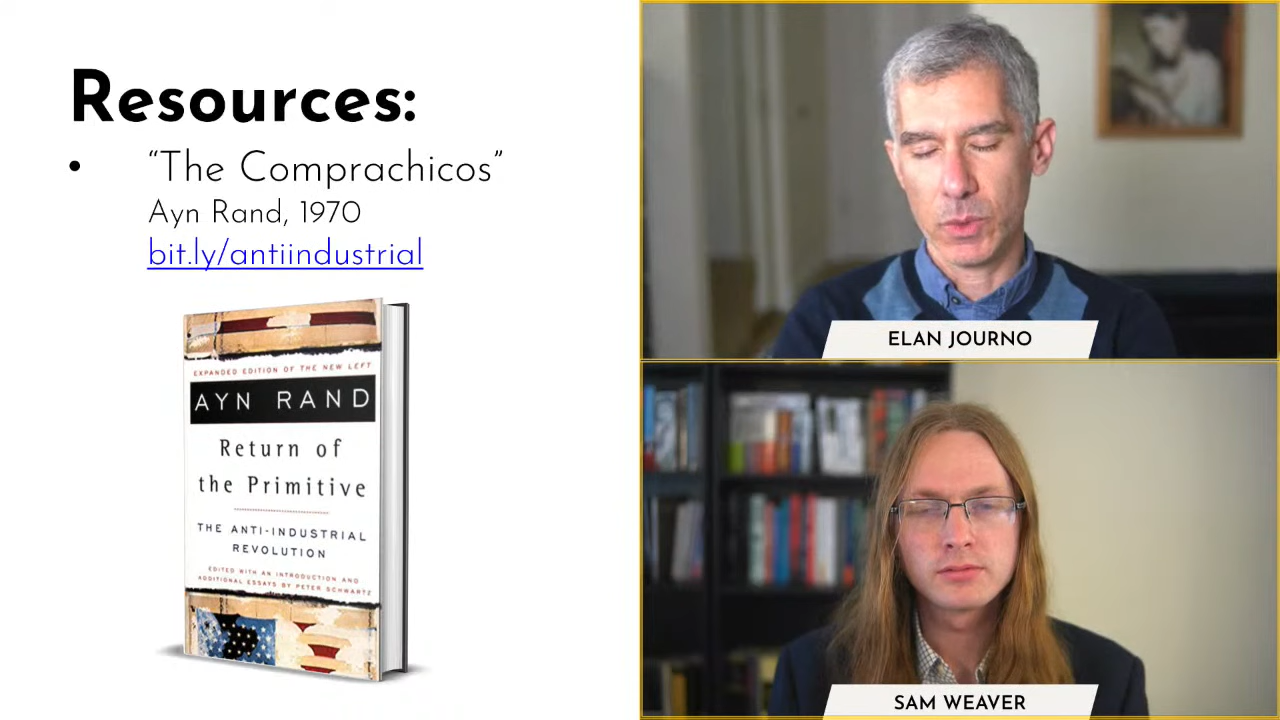 Resources:
• “The Comprachicos”
Ayn Rand, 1970
bit.ly/antiindustrial
EXPANDED EDITION OF THE NEW LEFT
AYN RAND
Return of
the Primitive
THE ANTI-INDUSTRIAL
REVOLUTION
EDITED WITH AN INTRODUCTION AND
ADDITIONAL ESSAYS BY PETER SCHWARTZ
ELAN JOURNO
SAM WEAVER